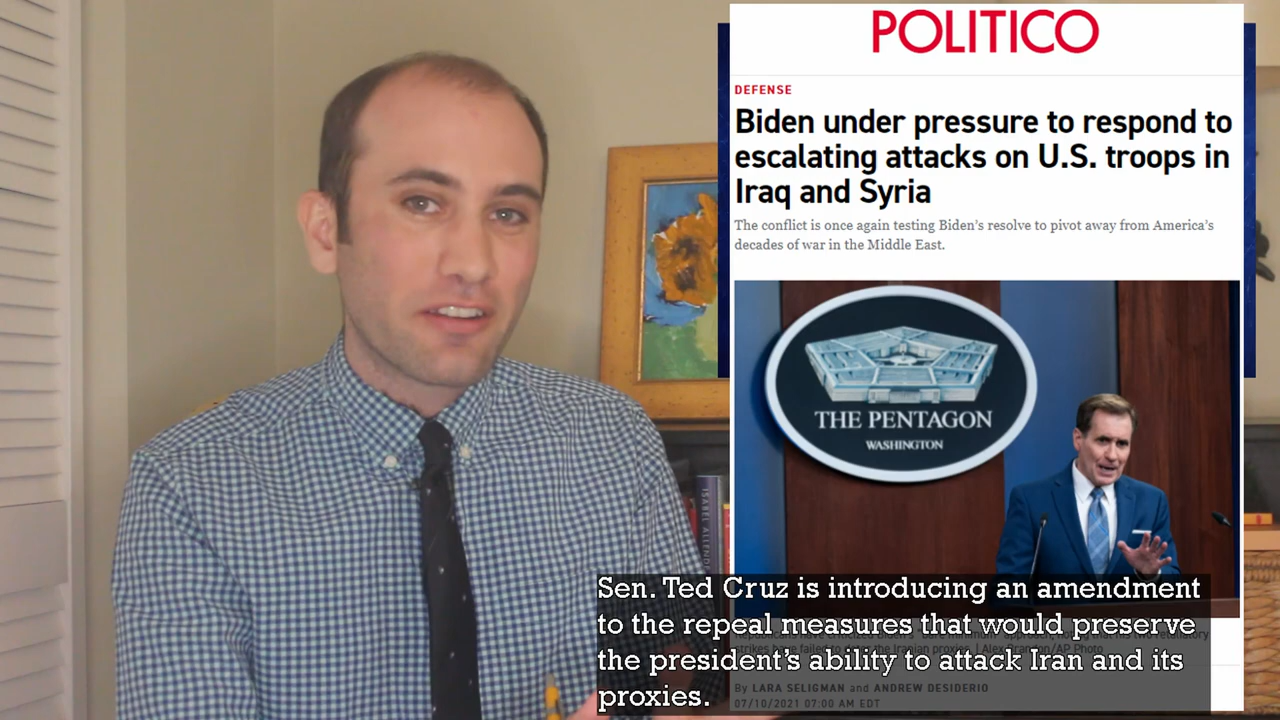 POLITICO
DEFENSE
Biden under pressure to respond to
escalating attacks on U.S. troops in
Iraq and Syria
The conflict is once again testing Biden's resolve to pivot away from America's
decades of war in the Middle East.
THE PENTAGON
WASHINGTON
Sen. Ted Cruz is introducing an amendment
to the repeal measures that would preserve
the president's ability to attack Iran and its
proxies.
By LARA SELIGMAN and ANDREW DESIDERIO
07/10/2021 07:00 AM EDT
ISABEL